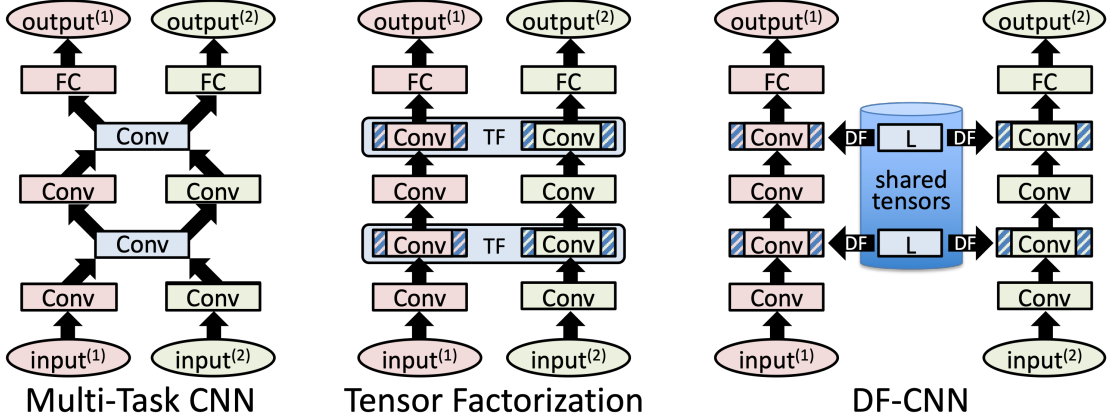 output(1) output(2) output(1) output(2) output(1) output(2)
FC FC FC FC FC FC
Conv Conv TF Conv Conv DF L DF Conv
Conv Conv Conv Conv Conv shared tensors Conv
Conv Conv TF Conv Conv DF L DF Conv
Conv Conv Conv Conv Conv Conv
input(1) input(2) input(1) input(2) input(1) input(2)
Multi-Task CNN Tensor Factorization DF-CNN